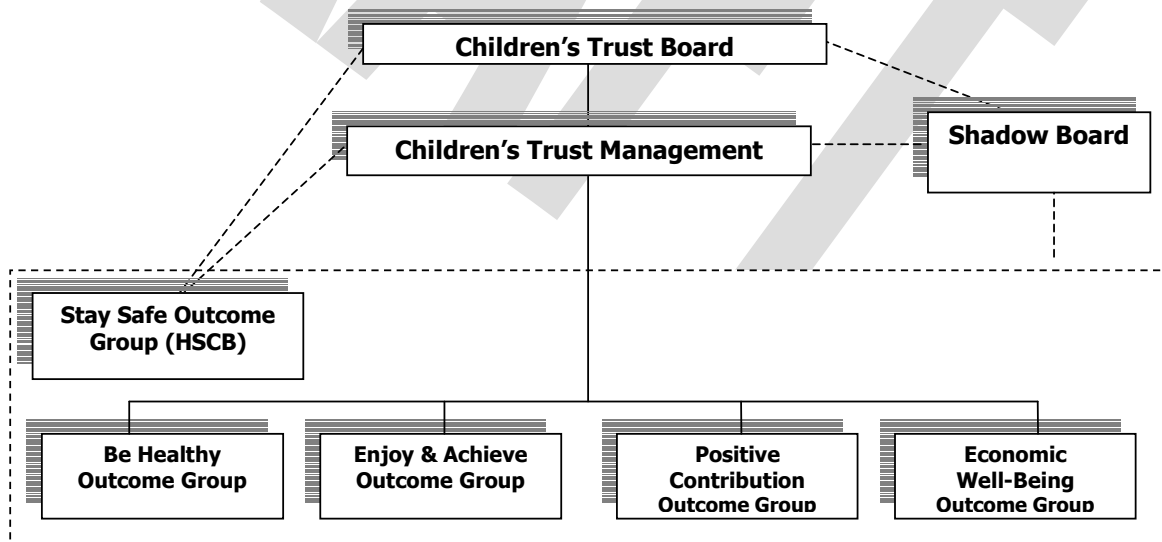 Children's Trust Board
Children's Trust Management
Shadow Board
Stay Safe Outcome
Group (HSCB)
Be Healthy
Outcome Group
Enjoy & Achieve
Outcome Group
Positive
Contribution
Outcome Group
Economic
Well-Being
Outcome Group